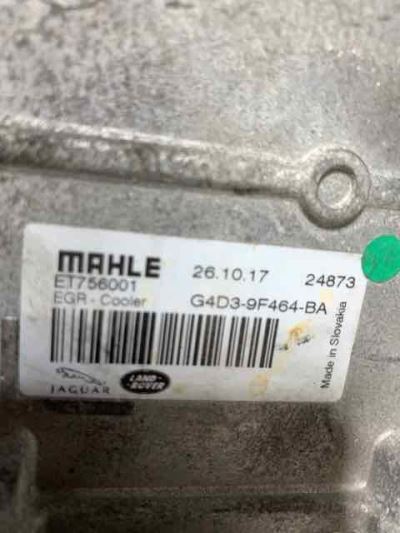 MAHLE 26.10.17 24873
ET756001
EGR - Cooler G4D3-9F464-BA
Made in Slovakia
JAGUAR LAND-ROVER